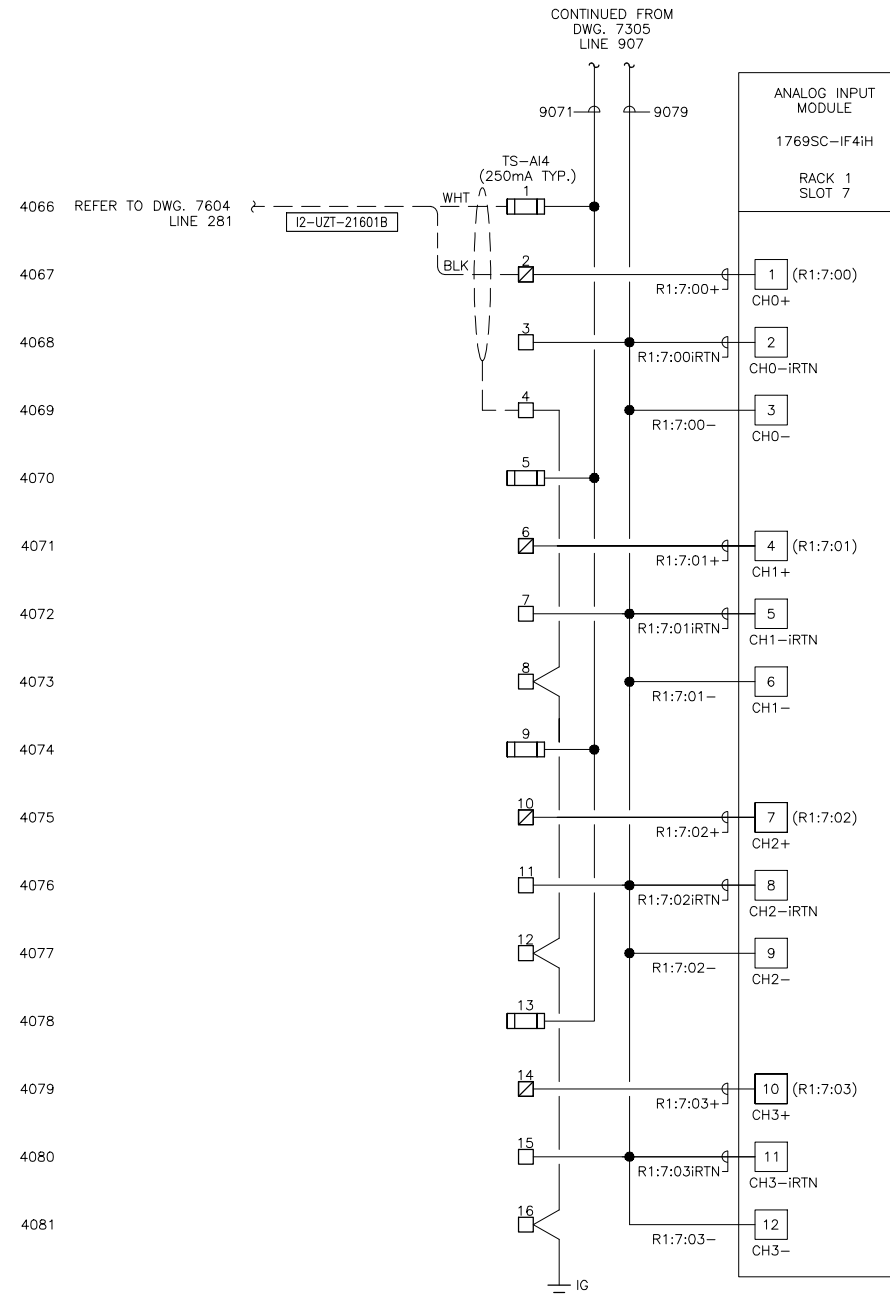 CONTINUED FROM
DWG. 7305
LINE 907
9071
9079
ANALOG INPUT
MODULE
1769SC-IF4iH
RACK 1
SLOT 7
TS-AI4
(250mA TYP.)
4066 REFER TO DWG. 7604
LINE 281
I2-UZT-21601B
WHT
1
4067
BLK
2
R1:7:00+
1 (R1:7:00)
CH0+
4068
3
R1:7:00iRTN
2
CH0-iRTN
4069
4
R1:7:00-
3
CH0-
4070
5
4071
6
R1:7:01+
4 (R1:7:01)
CH1+
4072
7
R1:7:01iRTN
5
CH1-iRTN
4073
8
R1:7:01-
6
CH1-
4074
9
4075
10
R1:7:02+
7 (R1:7:02)
CH2+
4076
11
R1:7:02iRTN
8
CH2-iRTN
4077
12
R1:7:02-
9
CH2-
4078
13
4079
14
R1:7:03+
10 (R1:7:03)
CH3+
4080
15
R1:7:03iRTN
11
CH3-iRTN
4081
16
R1:7:03-
12
CH3-
IG